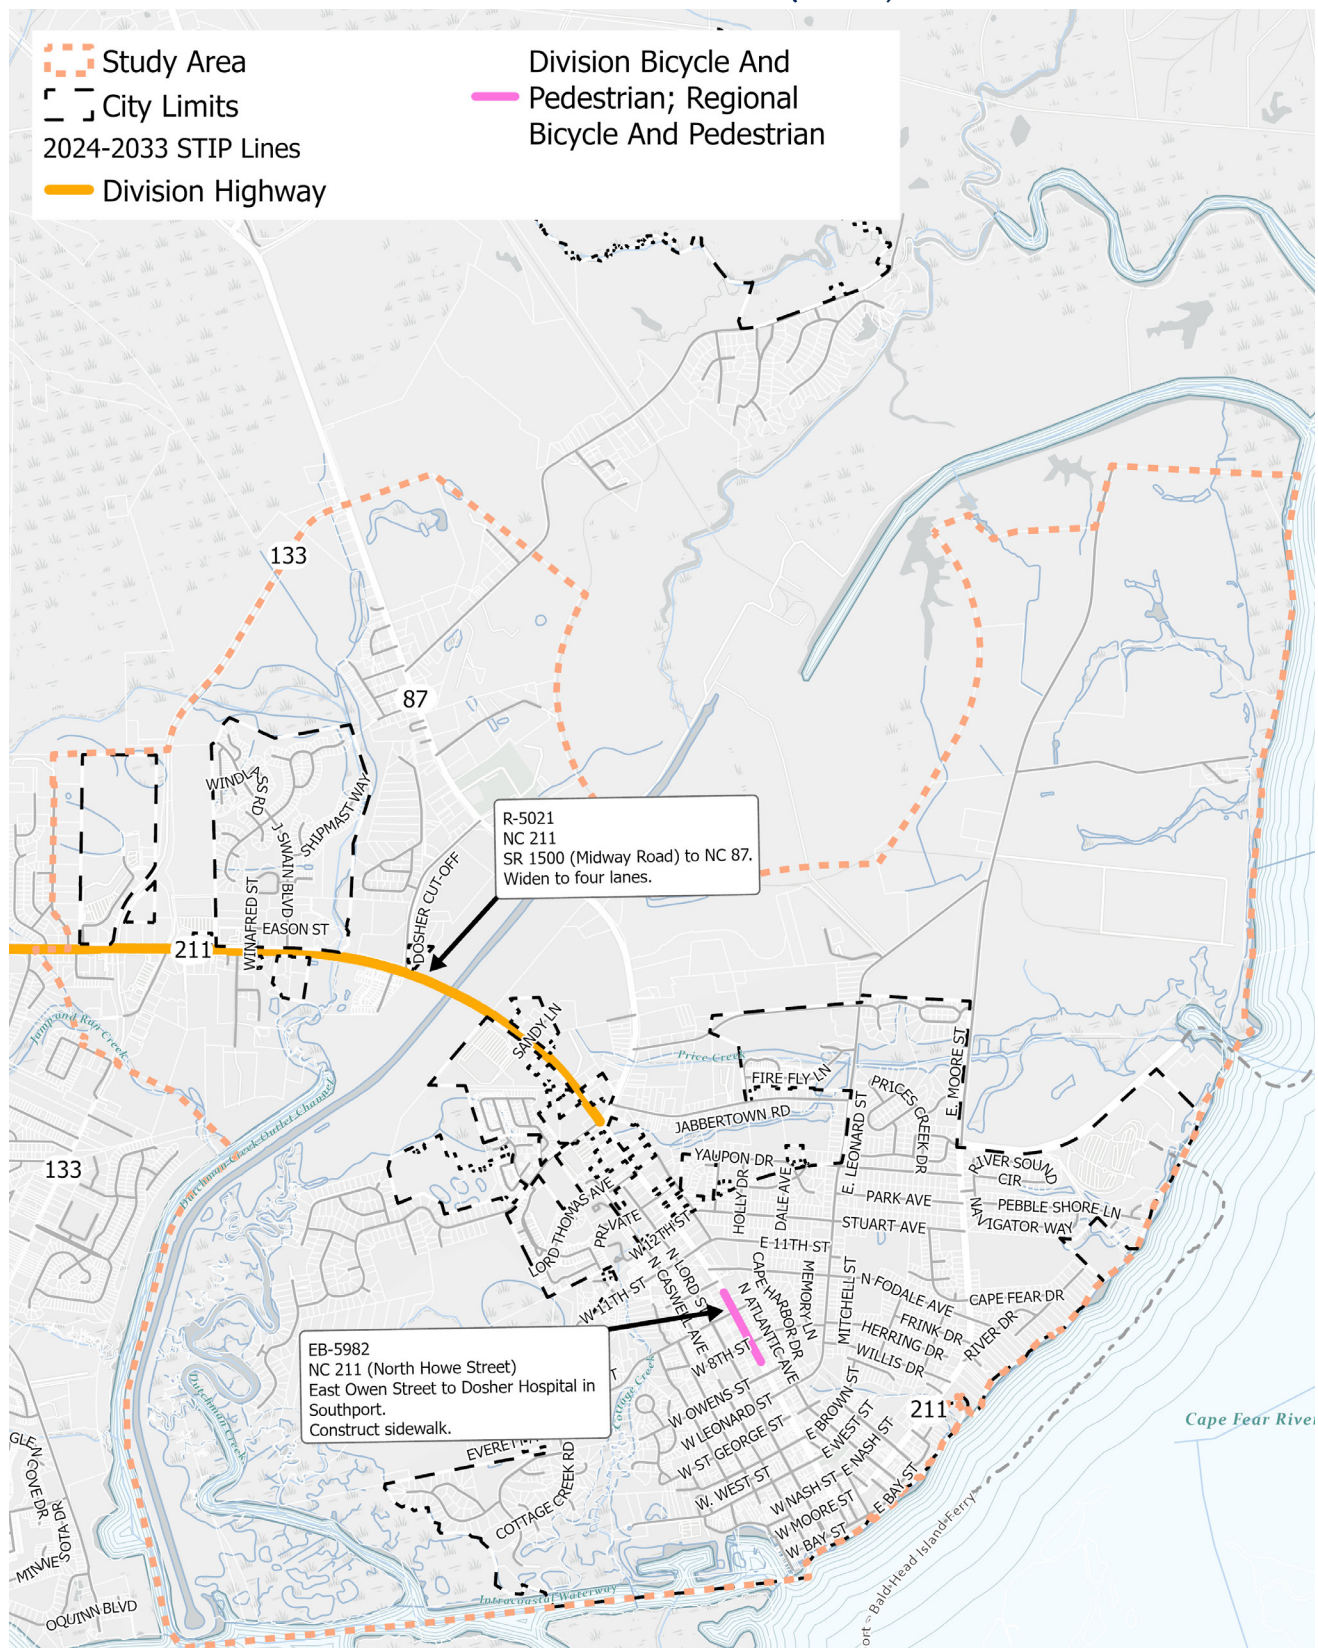 Study Area
City Limits
2024-2033 STIP Lines
Division Highway
Division Bicycle And
Pedestrian; Regional
Bicycle And Pedestrian
133
87
WINDLASS RD
SHIPMAST WAY
J SWAIN BLVD
WINAFRED ST
EASON ST
DOSHER CUT-OFF
211
R-5021
NC 211
SR 1500 (Midway Road) to NC 87.
Widen to four lanes.
Jump and Run Creek
SANDY LN
Price Creek
FIRE FLY LN
PRICES CREEK DR
E. MOORE ST
JABBERTOWN RD
E. LEONARD ST
Dutchman Creek Outlet Channel
133
YAUPON DR
RIVER SOUND
CIR
HOLLY DR
DALE AVE
PARK AVE
PEBBLE SHORE LN
NAVIGATOR WAY
STUART AVE
LORD THOMAS AVE
PRIVATE
W 12TH ST
E 11TH ST
W 11TH ST
N LORD ST
N CASWELL AVE
CAPE HARBOR DR
N ATLANTIC AVE
MEMORY LN
MITCHELL ST
N FODALE AVE
CAPE FEAR DR
FRINK DR
HERRING DR
WILLIS DR
RIVER DR
EB-5982
NC 211 (North Howe Street)
East Owen Street to Dosher Hospital in
Southport.
Construct sidewalk.
W 8TH ST
W OWENS ST
W LEONARD ST
W ST GEORGE ST
W. WEST ST
E BROWN ST
E WEST ST
E NASH ST
W NASH ST
W MOORE ST
W BAY ST
E BAY ST
211
Cape Fear River
Dutchman Creek
Cottage Creek
COTTAGE CREEK RD
GLEN COVE DR
OQUINN BLVD
Intracoastal Waterway
Bald Head Island Ferry